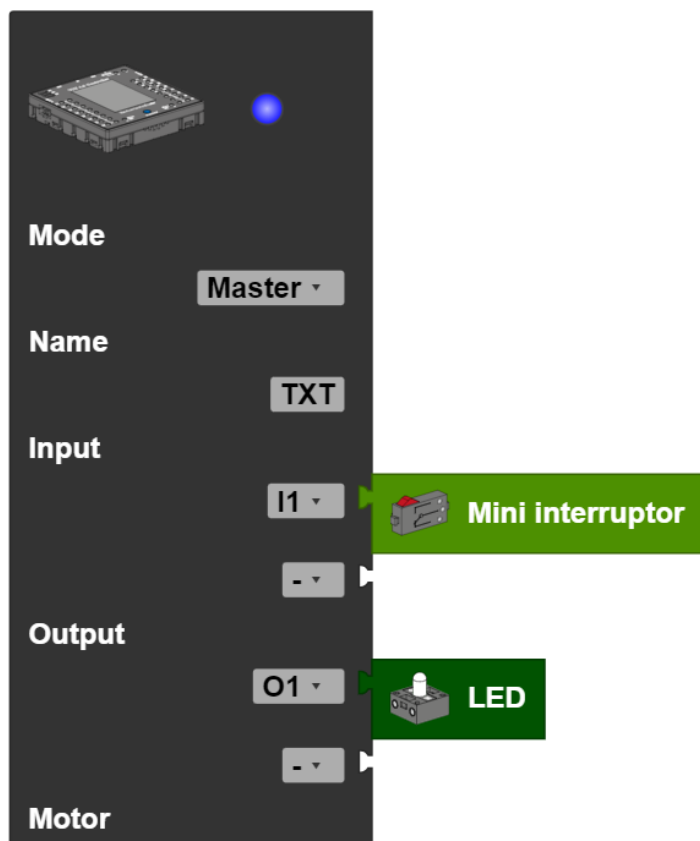 Mode
Master
Name
TXT
Input
I1
Mini interruptor
-
Output
O1
LED
-
Motor